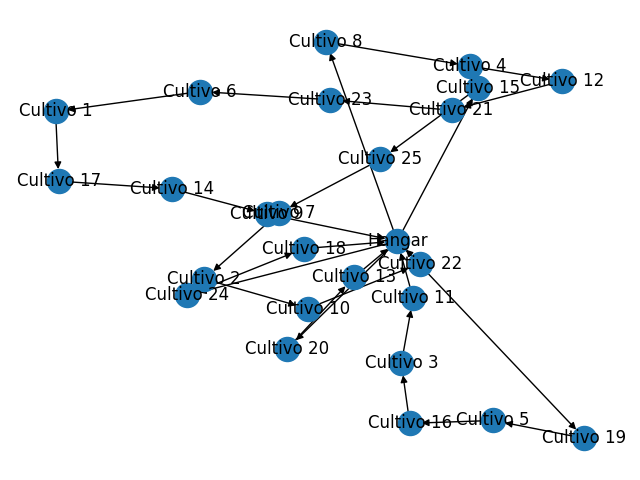 Cultivo 8
Cultivo 4
Cultivo 12
Cultivo 15
Cultivo 6
Cultivo 23
Cultivo 21
Cultivo 1
Cultivo 25
Cultivo 17
Cultivo 14
Cultivo 9
Cultivo 7
Hangar
Cultivo 18
Cultivo 22
Cultivo 2
Cultivo 13
Cultivo 24
Cultivo 11
Cultivo 10
Cultivo 20
Cultivo 3
Cultivo 16
Cultivo 5
Cultivo 19